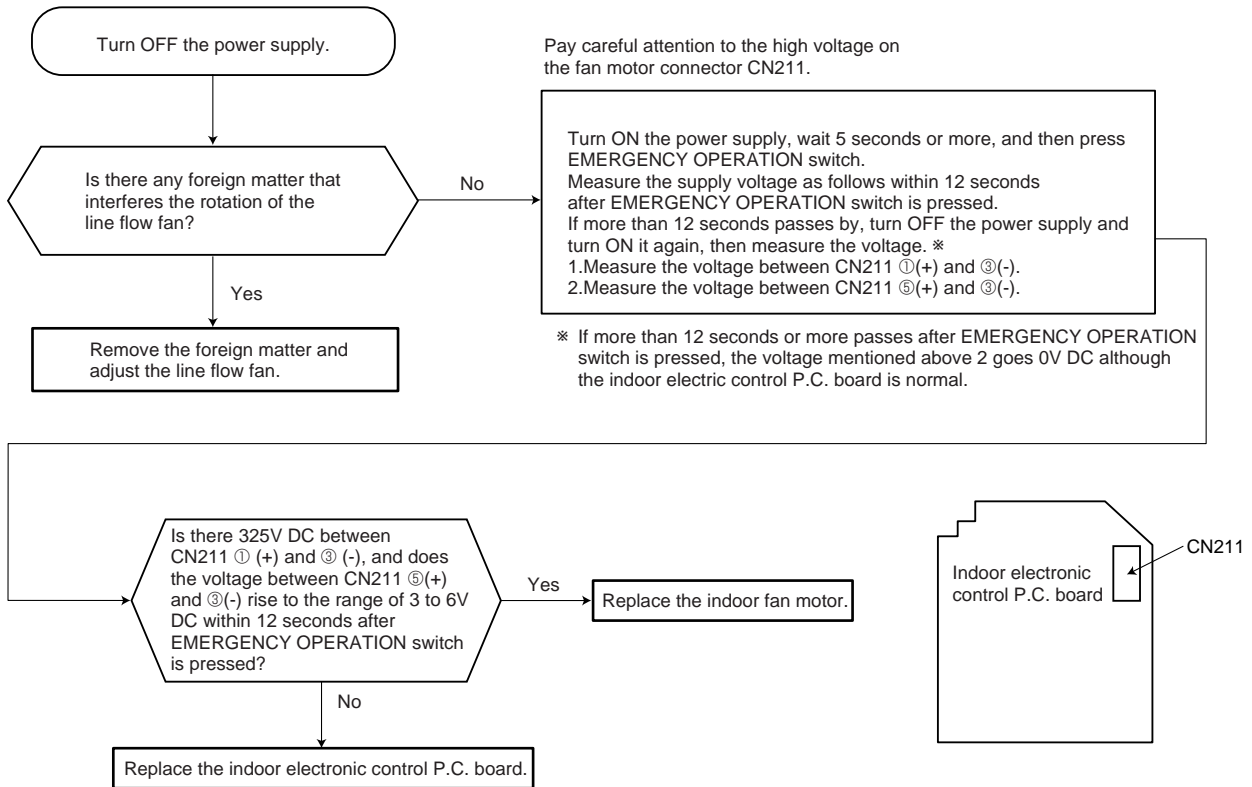 Turn OFF the power supply.
Is there any foreign matter that
interferes the rotation of the
line flow fan?
No
Yes
Remove the foreign matter and
adjust the line flow fan.
Pay careful attention to the high voltage on
the fan motor connector CN211.
Turn ON the power supply, wait 5 seconds or more, and then press
EMERGENCY OPERATION switch.
Measure the supply voltage as follows within 12 seconds
after EMERGENCY OPERATION switch is pressed.
If more than 12 seconds passes by, turn OFF the power supply and
turn ON it again, then measure the voltage. ※
1.Measure the voltage between CN211 ①(+) and ③(-).
2.Measure the voltage between CN211 ⑤(+) and ③(-).
※ If more than 12 seconds or more passes after EMERGENCY OPERATION
switch is pressed, the voltage mentioned above 2 goes 0V DC although
the indoor electric control P.C. board is normal.
Is there 325V DC between
CN211 ① (+) and ③ (-), and does
the voltage between CN211 ⑤(+)
and ③(-) rise to the range of 3 to 6V
DC within 12 seconds after
EMERGENCY OPERATION switch
is pressed?
Yes
Replace the indoor fan motor.
No
Replace the indoor electronic control P.C. board.
CN211
Indoor electronic
control P.C. board